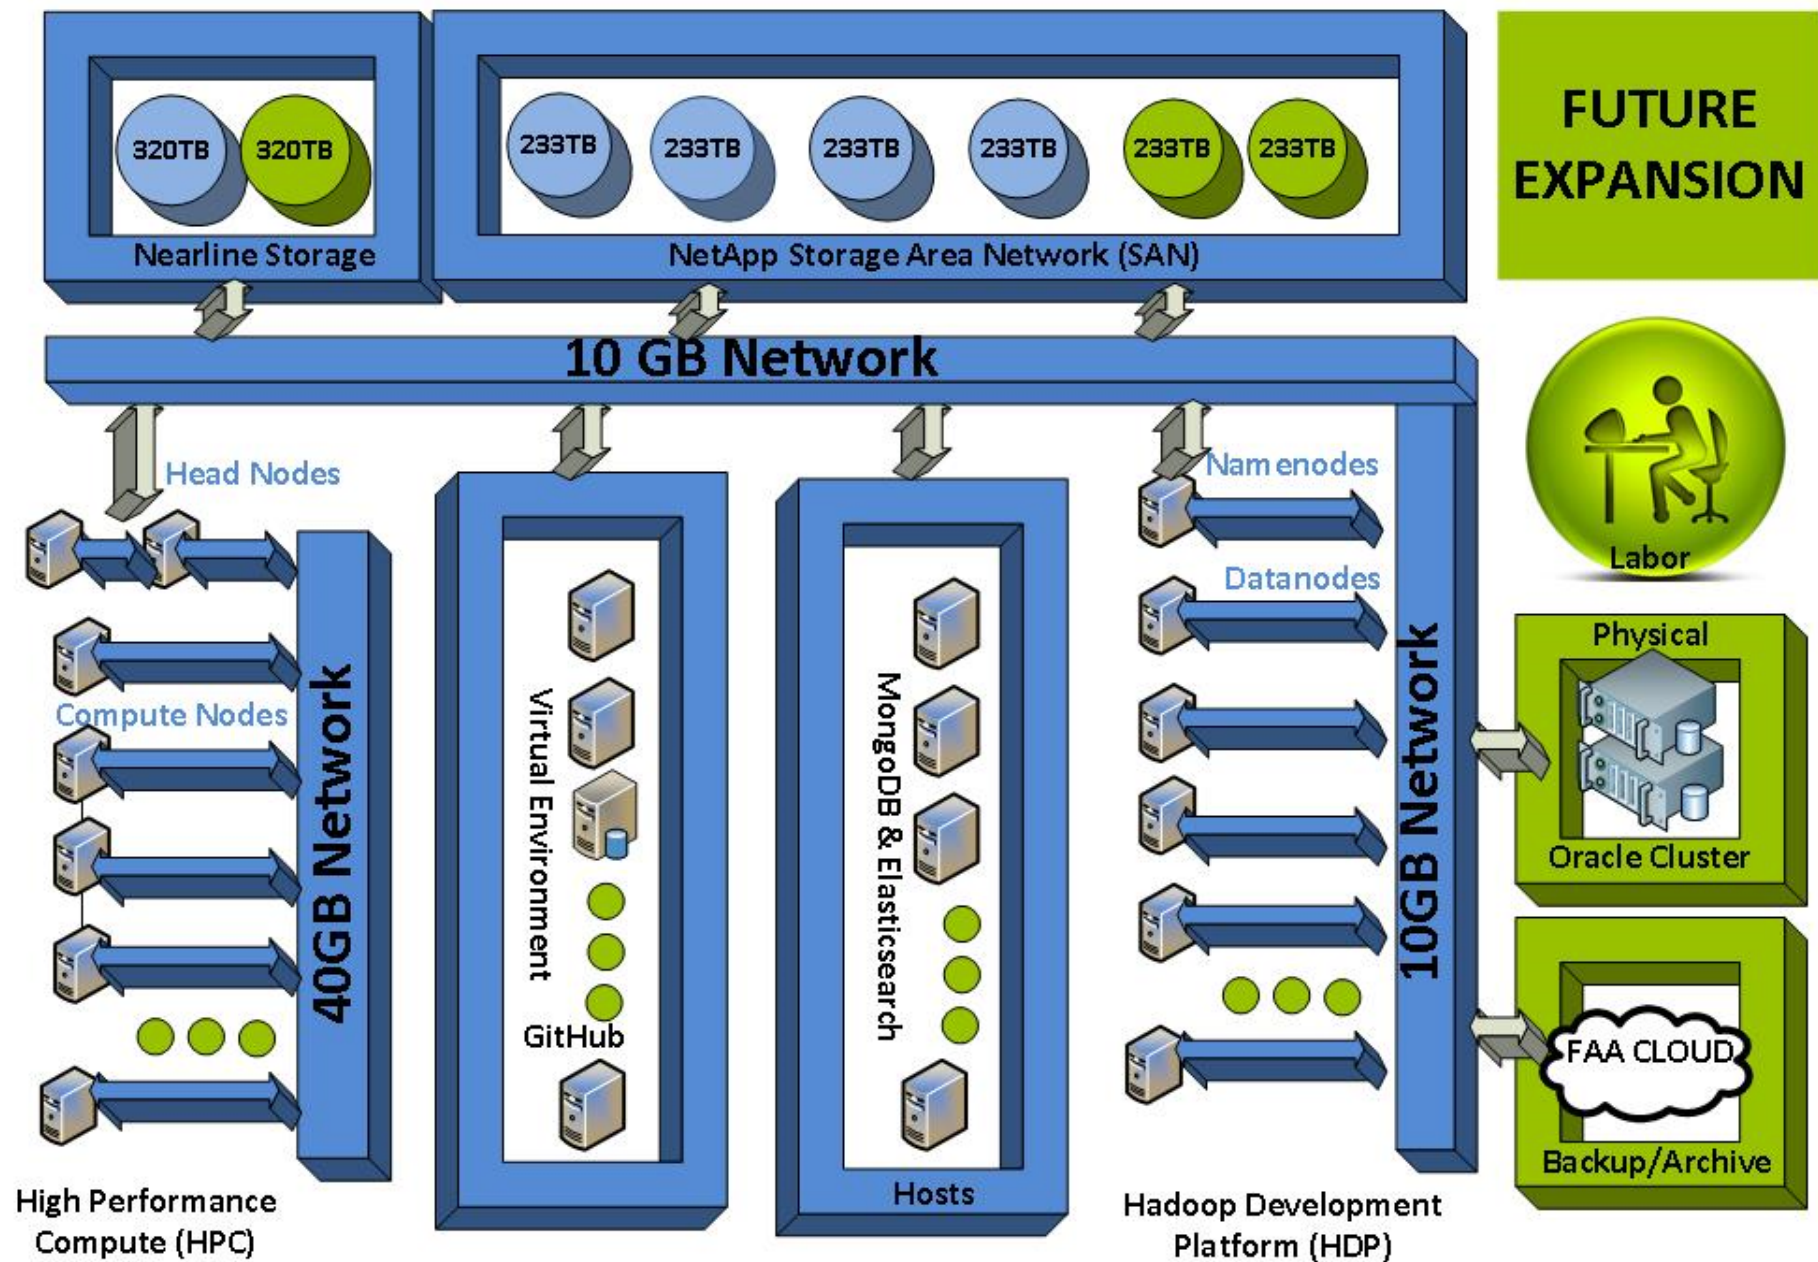 320TB
320TB
Nearline Storage
233TB
233TB
233TB
233TB
233TB
233TB
NetApp Storage Area Network (SAN)
FUTURE
EXPANSION
10 GB Network
Head Nodes
Compute Nodes
40GB Network
High Performance
Compute (HPC)
Virtual Environment
GitHub
MongoDB & Elasticsearch
Hosts
Namenodes
Datanodes
10GB Network
Hadoop Development
Platform (HDP)
Labor
Physical
Oracle Cluster
FAA CLOUD
Backup/Archive